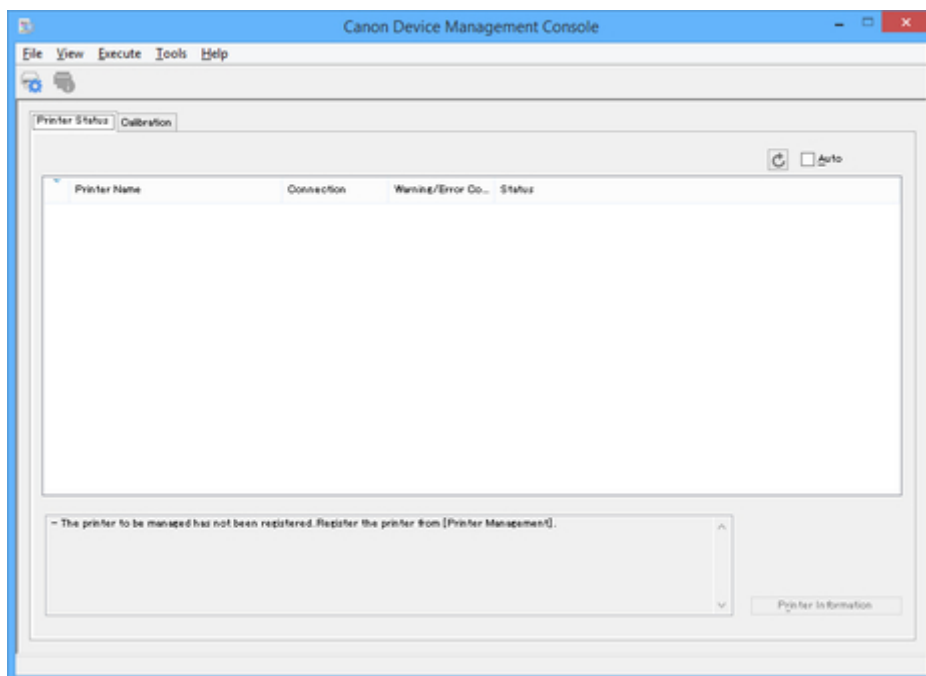 Canon Device Management Console
File View Execute Tools Help
Printer Status Calibration
Auto
Printer Name Connection Warning/Error Co... Status
- The printer to be managed has not been registered. Register the printer from [Printer Management].
Printer Information